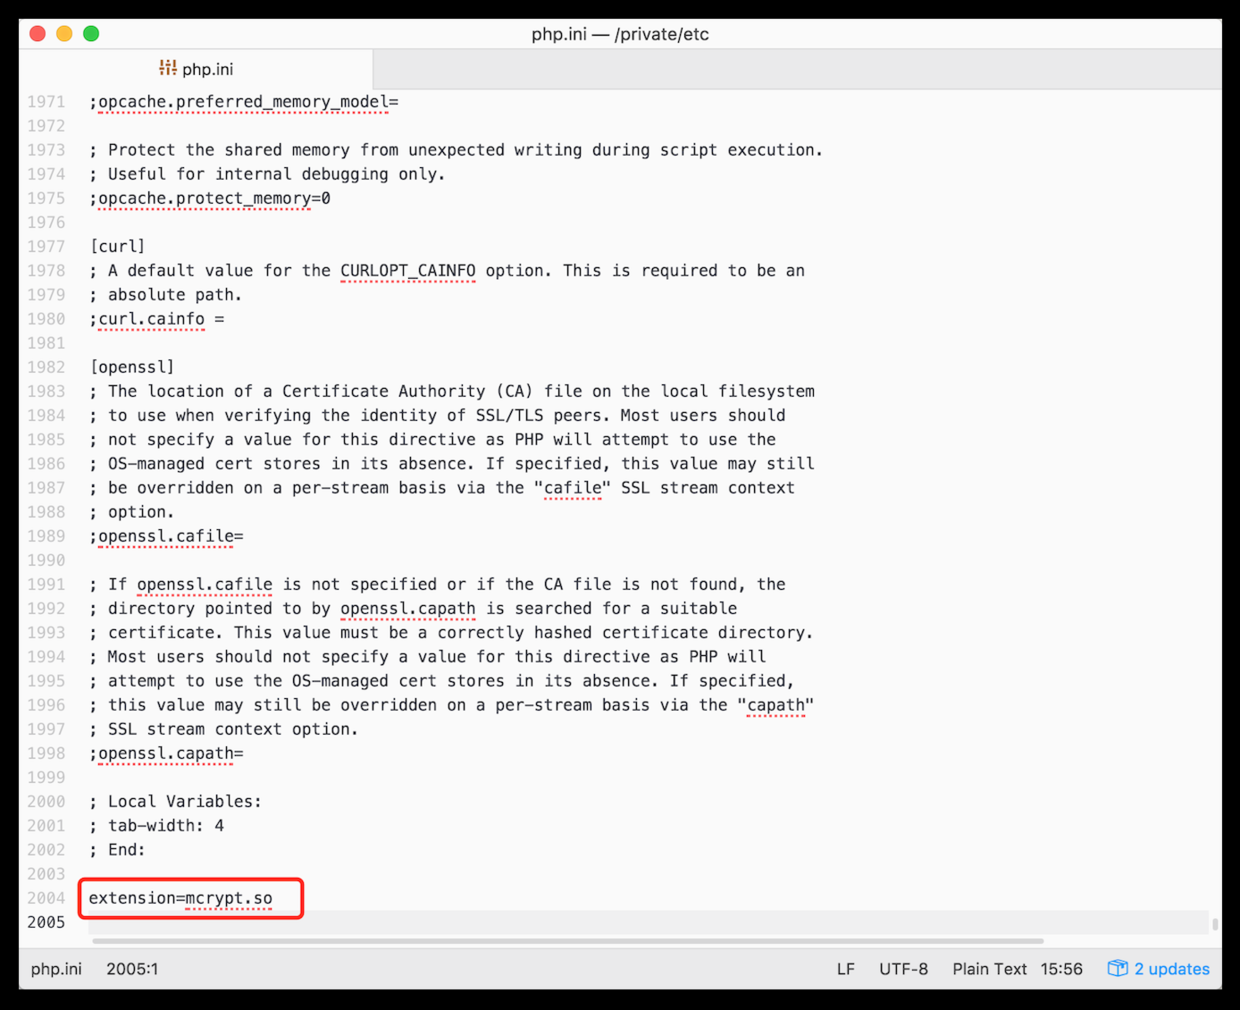 php.ini — /private/etc
php.ini
1971 ;opcache.preferred_memory_model=
1972
1973 ; Protect the shared memory from unexpected writing during script execution.
1974 ; Useful for internal debugging only.
1975 ;opcache.protect_memory=0
1976
1977 [curl]
1978 ; A default value for the CURLOPT_CAINFO option. This is required to be an
1979 ; absolute path.
1980 ;curl.cainfo =
1981
1982 [openssl]
1983 ; The location of a Certificate Authority (CA) file on the local filesystem
1984 ; to use when verifying the identity of SSL/TLS peers. Most users should
1985 ; not specify a value for this directive as PHP will attempt to use the
1986 ; OS-managed cert stores in its absence. If specified, this value may still
1987 ; be overridden on a per-stream basis via the "cafile" SSL stream context
1988 ; option.
1989 ;openssl.cafile=
1990
1991 ; If openssl.cafile is not specified or if the CA file is not found, the
1992 ; directory pointed to by openssl.capath is searched for a suitable
1993 ; certificate. This value must be a correctly hashed certificate directory.
1994 ; Most users should not specify a value for this directive as PHP will
1995 ; attempt to use the OS-managed cert stores in its absence. If specified,
1996 ; this value may still be overridden on a per-stream basis via the "capath"
1997 ; SSL stream context option.
1998 ;openssl.capath=
1999
2000 ; Local Variables:
2001 ; tab-width: 4
2002 ; End:
2003
2004 extension=mcrypt.so
2005
php.ini 2005:1 LF UTF-8 Plain Text 15:56 2 updates